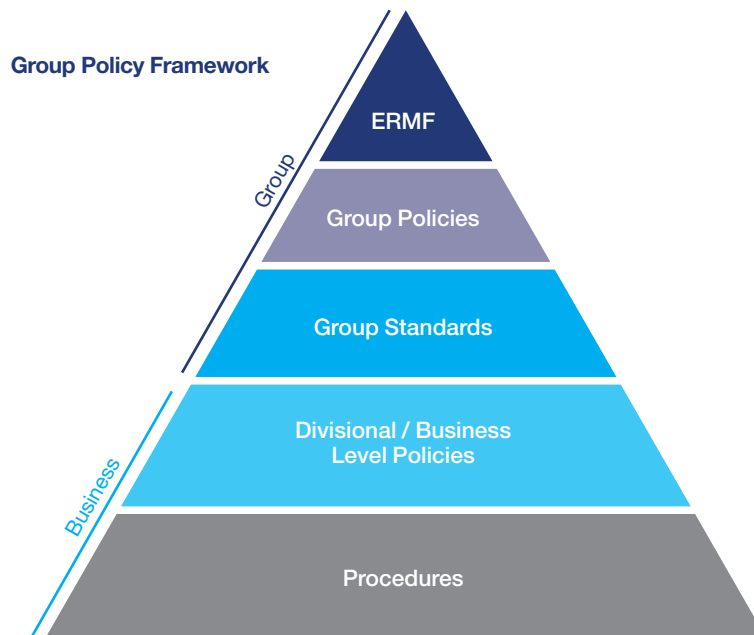 Group Policy Framework
ERMF
Group
Group Policies
Group Standards
Divisional / Business
Level Policies
Business
Procedures